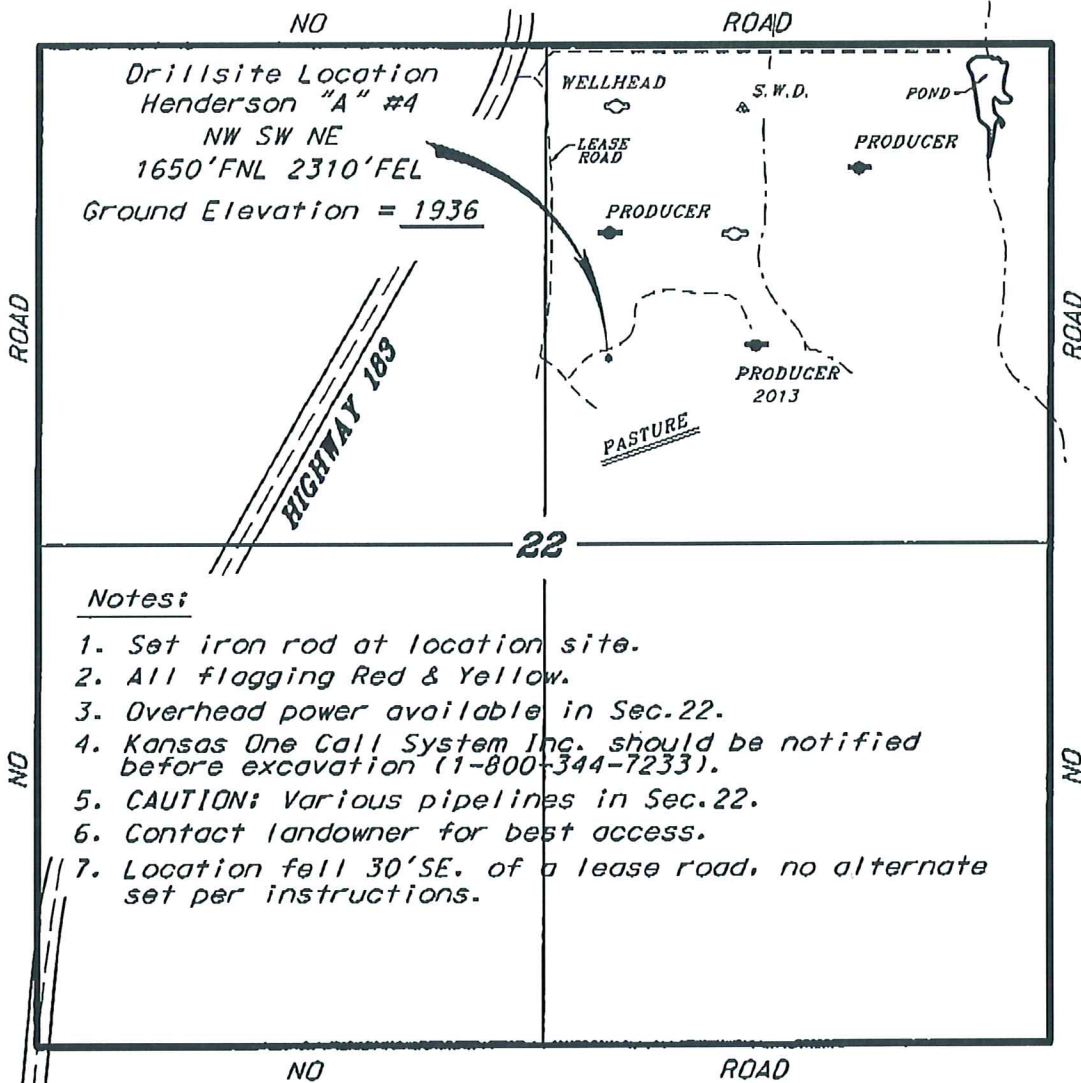 NO ROAD
Drillsite Location
Henderson "A" #4
NW SW NE
1650'FNL 2310'FEL
Ground Elevation = 1936
WELLHEAD
S.W.D.
POND
LEASE
ROAD
PRODUCER
PRODUCER
ROAD
ROAD
HIGHWAY 183
PRODUCER
2013
PASTURE
22
Notes:
1. Set iron rod at location site.
2. All flagging Red & Yellow.
3. Overhead power available in Sec.22.
4. Kansas One Call System Inc. should be notified
before excavation (1-800-344-7233).
5. CAUTION: Various pipelines in Sec.22.
6. Contact landowner for best access.
7. Location fell 30'SE. of a lease road, no alternate
set per instructions.
NO
NO
NO ROAD